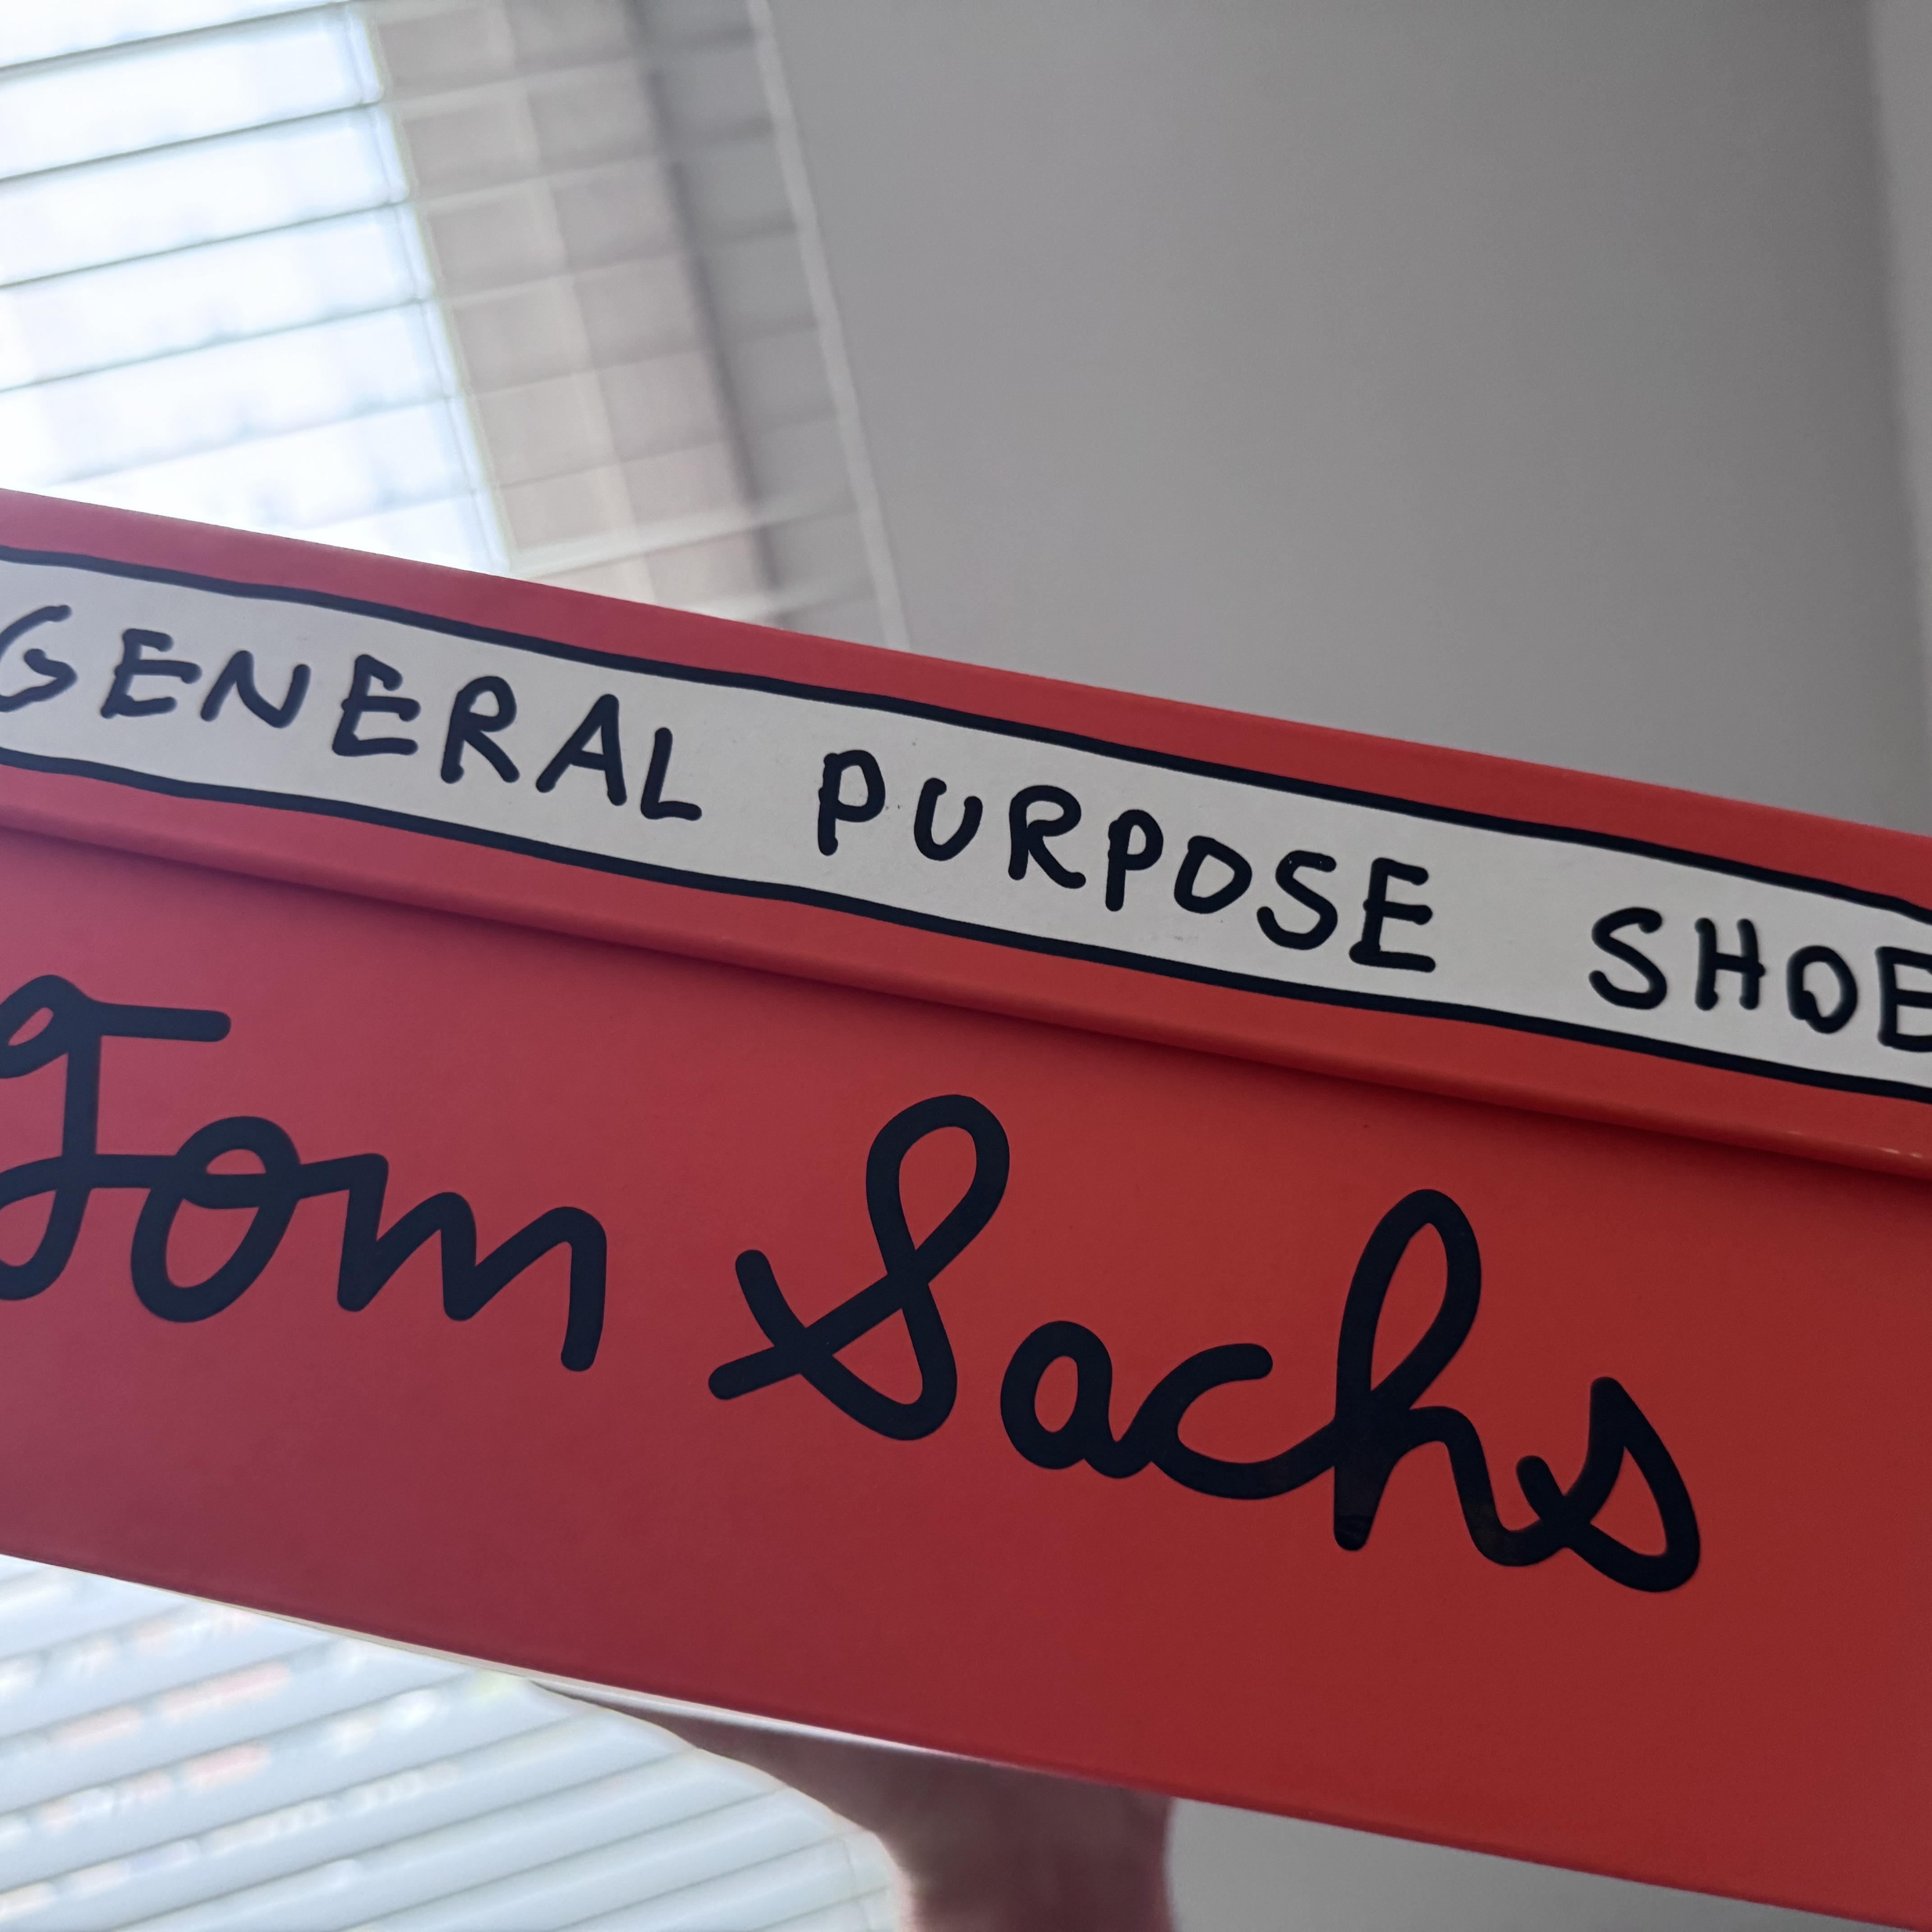 GENERAL PURPOSE SHOE
Tom Sachs